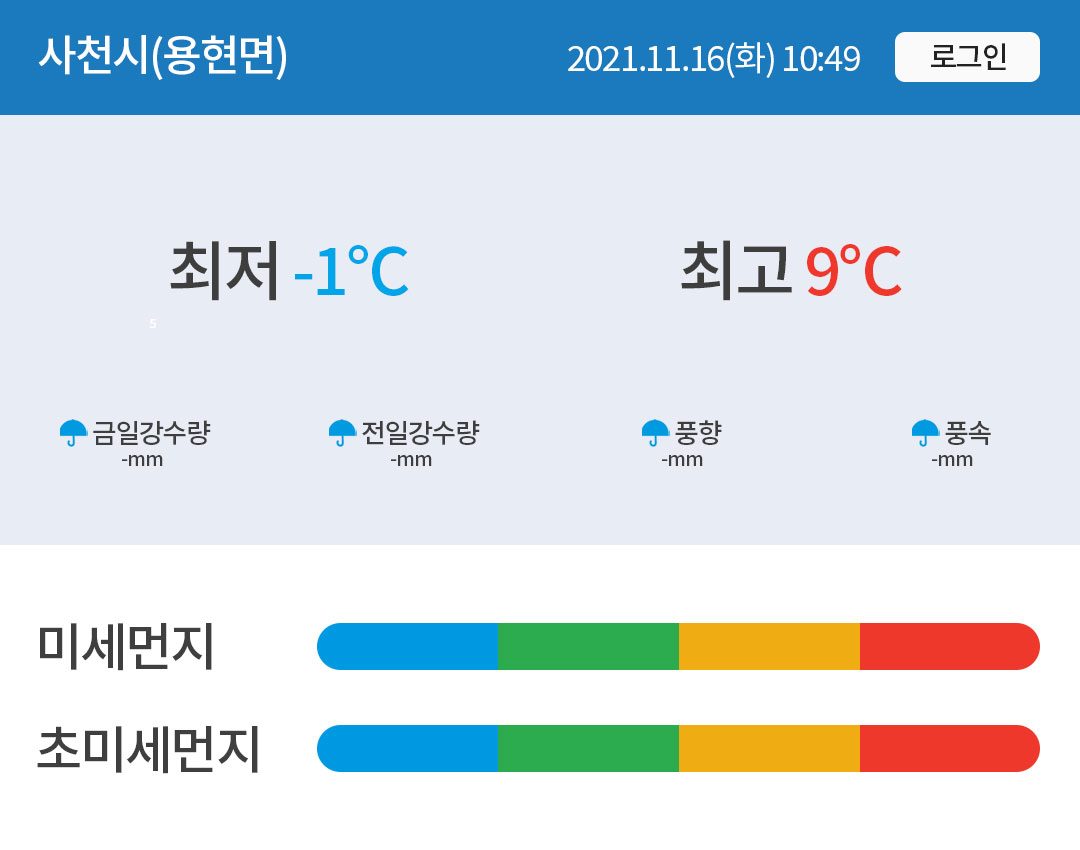 사천시(용현면) 2021.11.16(화) 10:49 로그인
최저 -1℃ 최고 9℃
5
금일강수량 전일강수량 풍향 풍속
-mm -mm -mm -mm
미세먼지
초미세먼지